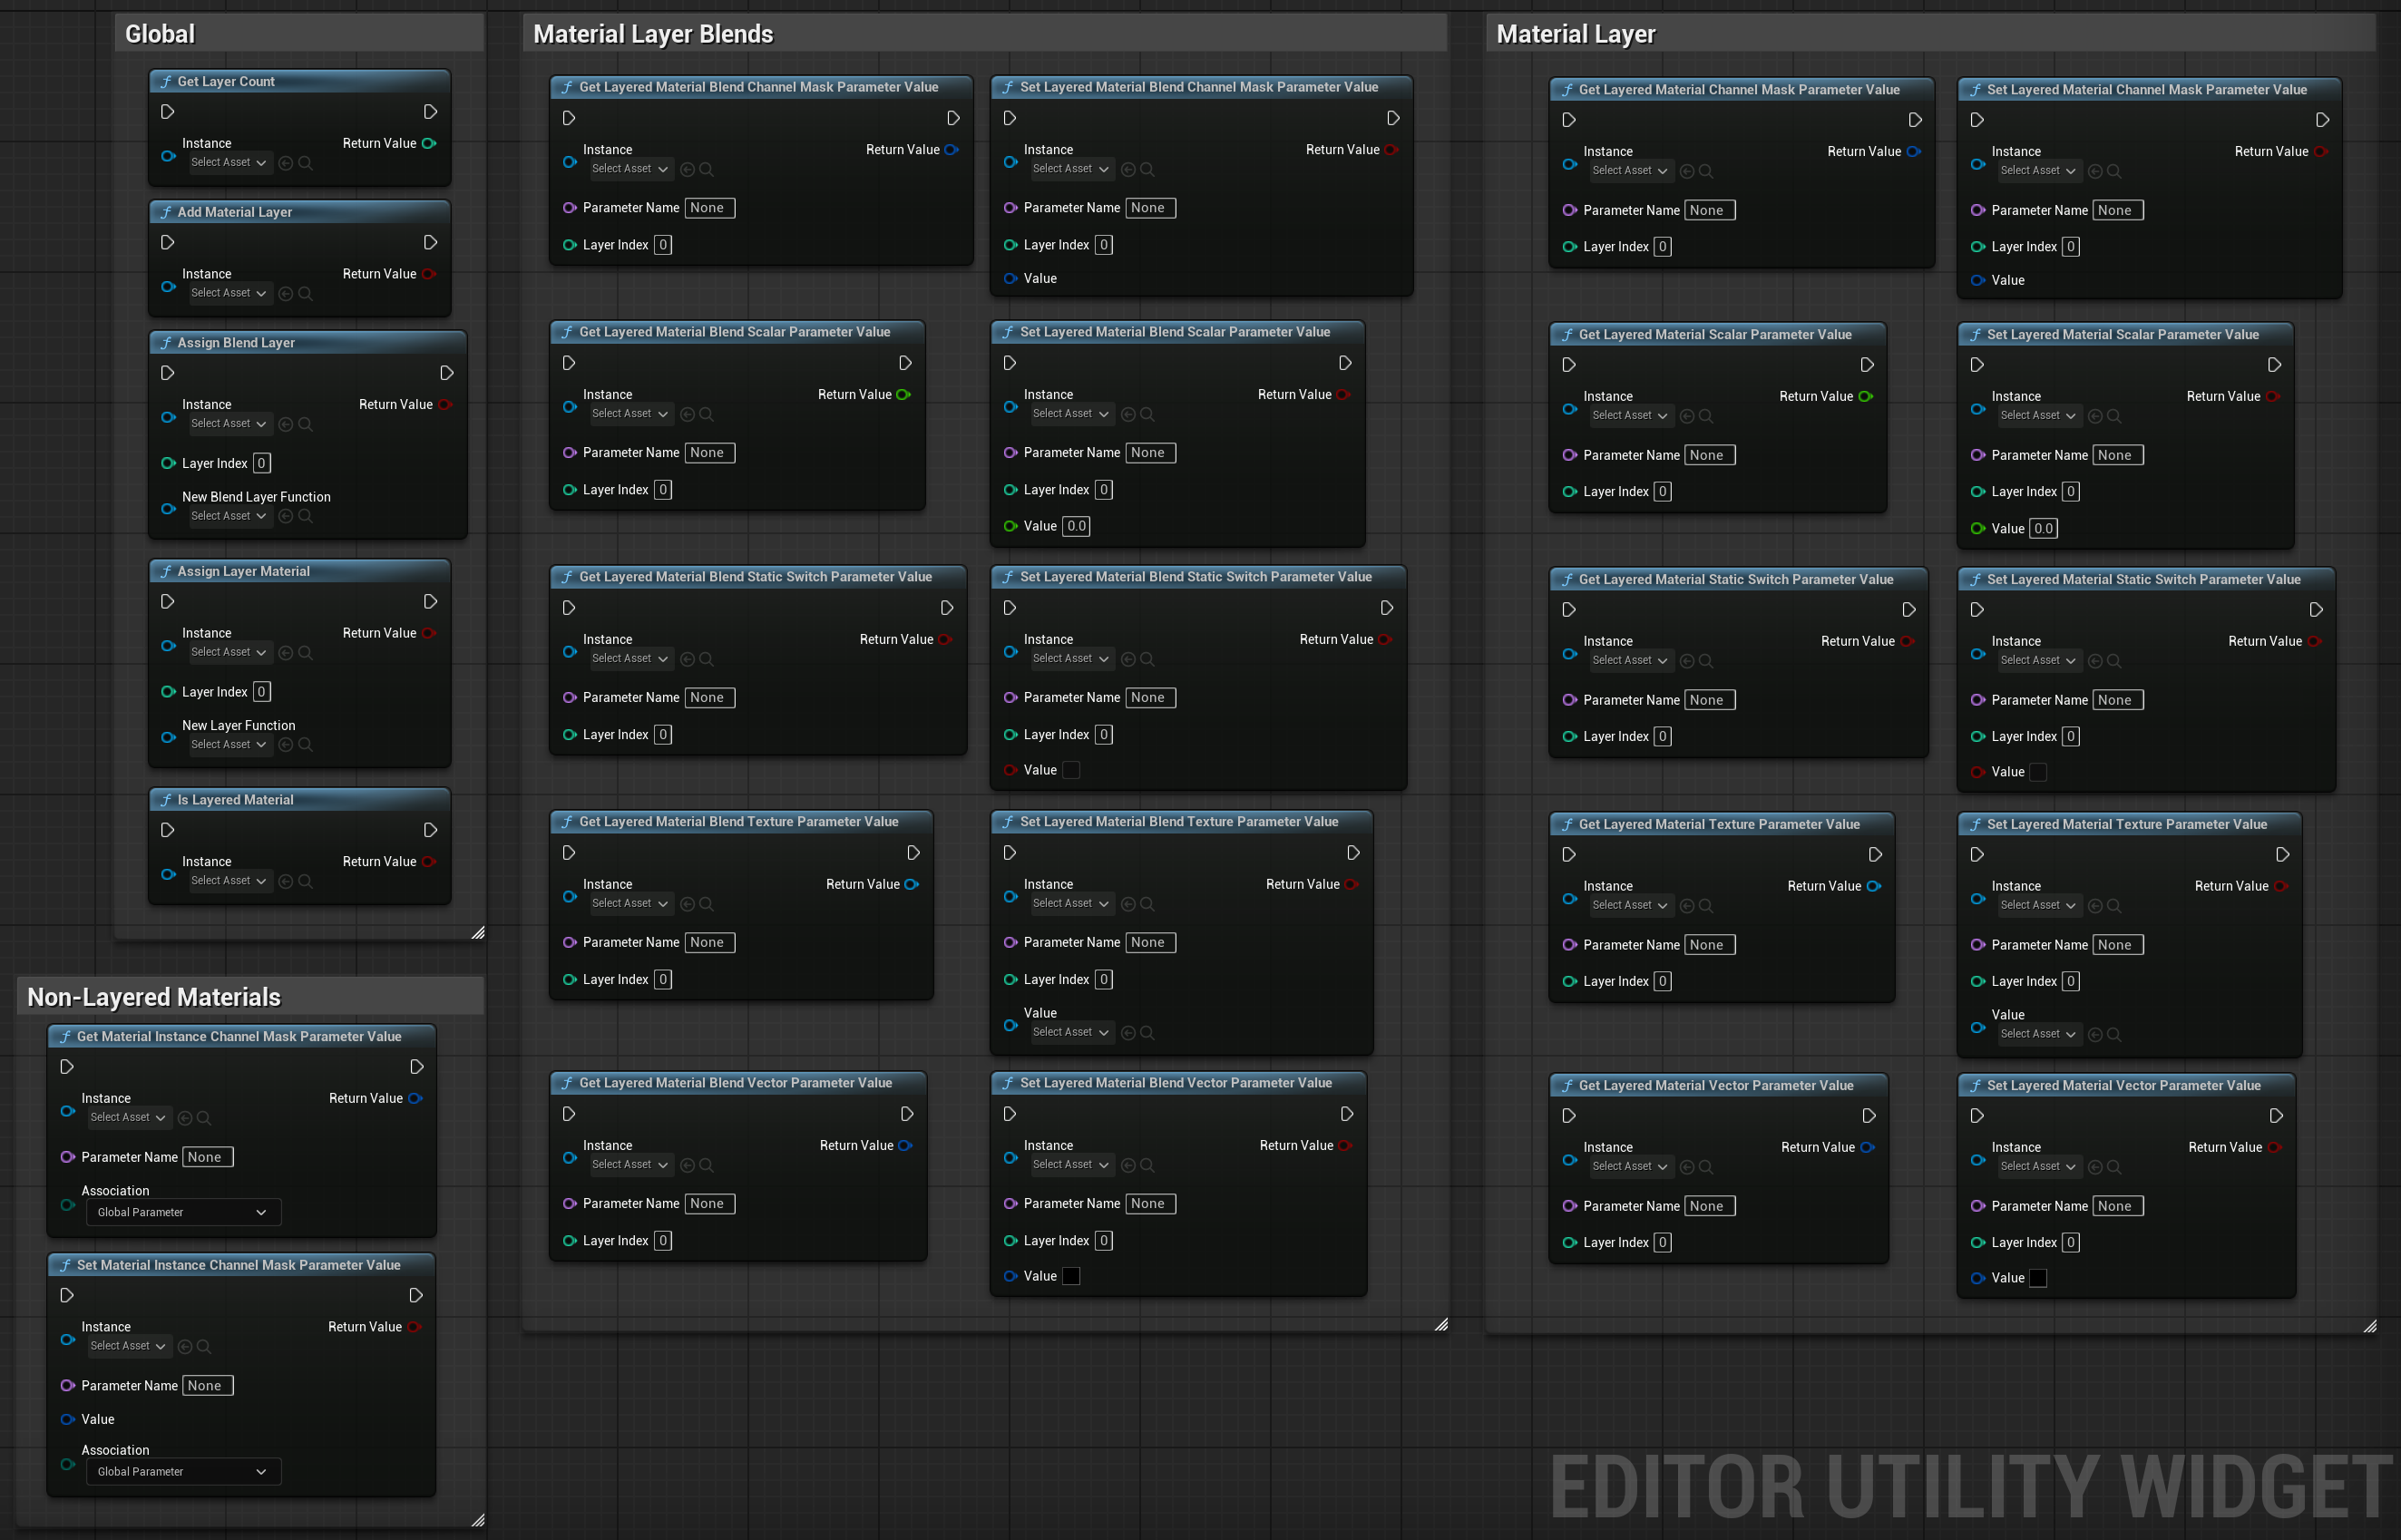 Global
Get Layer Count
Instance
Return Value
Select Asset
Add Material Layer
Instance
Return Value
Select Asset
Assign Blend Layer
Instance
Return Value
Select Asset
Layer Index 0
New Blend Layer Function
Select Asset
Assign Layer Material
Instance
Return Value
Select Asset
Layer Index 0
New Layer Function
Select Asset
Is Layered Material
Instance
Return Value
Select Asset
Non-Layered Materials
Get Material Instance Channel Mask Parameter Value
Instance
Return Value
Select Asset
Parameter Name None
Association
Global Parameter
Set Material Instance Channel Mask Parameter Value
Instance
Return Value
Select Asset
Parameter Name None
Value
Association
Global Parameter
Material Layer Blends
Get Layered Material Blend Channel Mask Parameter Value
Instance
Return Value
Select Asset
Parameter Name None
Layer Index 0
Set Layered Material Blend Channel Mask Parameter Value
Instance
Return Value
Select Asset
Parameter Name None
Layer Index 0
Value
Get Layered Material Blend Scalar Parameter Value
Instance
Return Value
Select Asset
Parameter Name None
Layer Index 0
Set Layered Material Blend Scalar Parameter Value
Instance
Return Value
Select Asset
Parameter Name None
Layer Index 0
Value 0.0
Get Layered Material Blend Static Switch Parameter Value
Instance
Return Value
Select Asset
Parameter Name None
Layer Index 0
Set Layered Material Blend Static Switch Parameter Value
Instance
Return Value
Select Asset
Parameter Name None
Layer Index 0
Value
Get Layered Material Blend Texture Parameter Value
Instance
Return Value
Select Asset
Parameter Name None
Layer Index 0
Set Layered Material Blend Texture Parameter Value
Instance
Return Value
Select Asset
Parameter Name None
Layer Index 0
Value
Select Asset
Get Layered Material Blend Vector Parameter Value
Instance
Return Value
Select Asset
Parameter Name None
Layer Index 0
Set Layered Material Blend Vector Parameter Value
Instance
Return Value
Select Asset
Parameter Name None
Layer Index 0
Value
Material Layer
Get Layered Material Channel Mask Parameter Value
Instance
Return Value
Select Asset
Parameter Name None
Layer Index 0
Set Layered Material Channel Mask Parameter Value
Instance
Return Value
Select Asset
Parameter Name None
Layer Index 0
Value
Get Layered Material Scalar Parameter Value
Instance
Return Value
Select Asset
Parameter Name None
Layer Index 0
Set Layered Material Scalar Parameter Value
Instance
Return Value
Select Asset
Parameter Name None
Layer Index 0
Value 0.0
Get Layered Material Static Switch Parameter Value
Instance
Return Value
Select Asset
Parameter Name None
Layer Index 0
Set Layered Material Static Switch Parameter Value
Instance
Return Value
Select Asset
Parameter Name None
Layer Index 0
Value
Get Layered Material Texture Parameter Value
Instance
Return Value
Select Asset
Parameter Name None
Layer Index 0
Set Layered Material Texture Parameter Value
Instance
Return Value
Select Asset
Parameter Name None
Layer Index 0
Value
Select Asset
Get Layered Material Vector Parameter Value
Instance
Return Value
Select Asset
Parameter Name None
Layer Index 0
Set Layered Material Vector Parameter Value
Instance
Return Value
Select Asset
Parameter Name None
Layer Index 0
Value
EDITOR UTILITY WIDGET